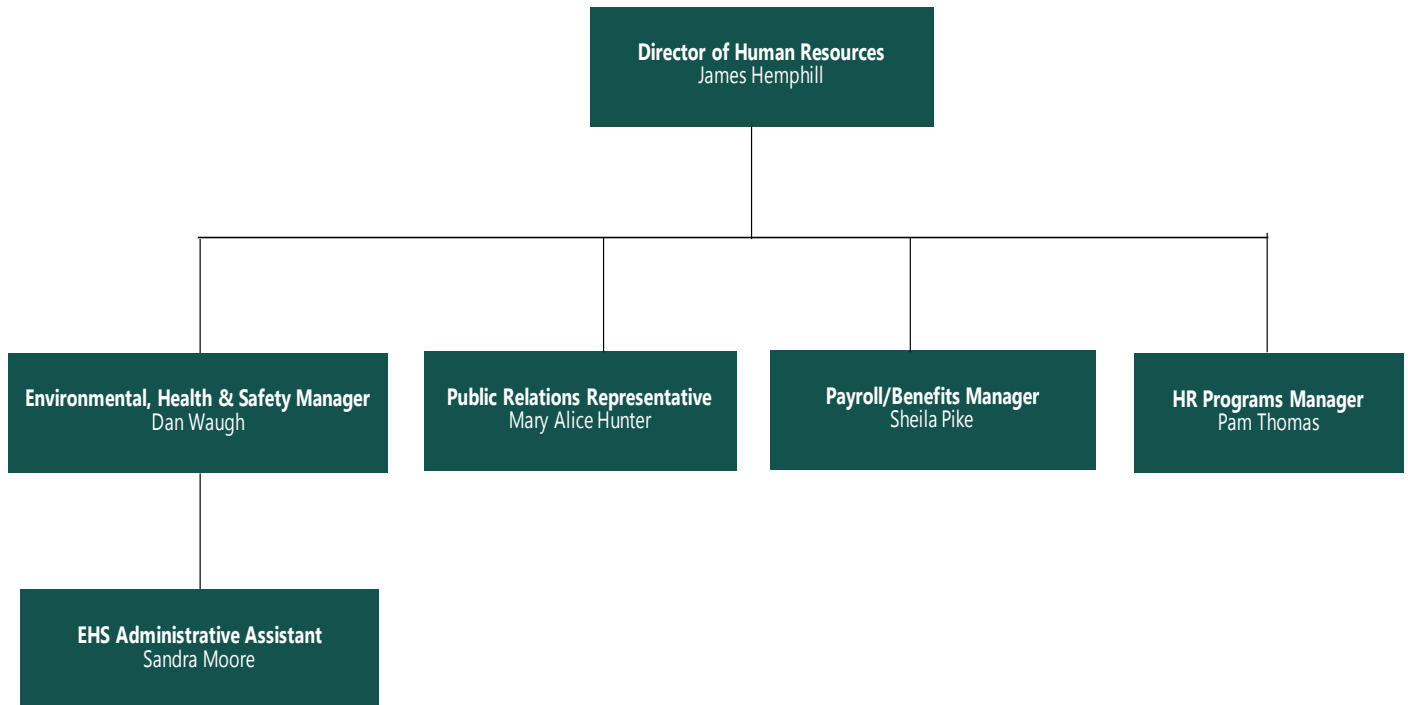 Director of Human Resources
James Hemphill
Environmental, Health & Safety Manager
Dan Waugh
Public Relations Representative
Mary Alice Hunter
Payroll/Benefits Manager
Sheila Pike
HR Programs Manager
Pam Thomas
EHS Administrative Assistant
Sandra Moore